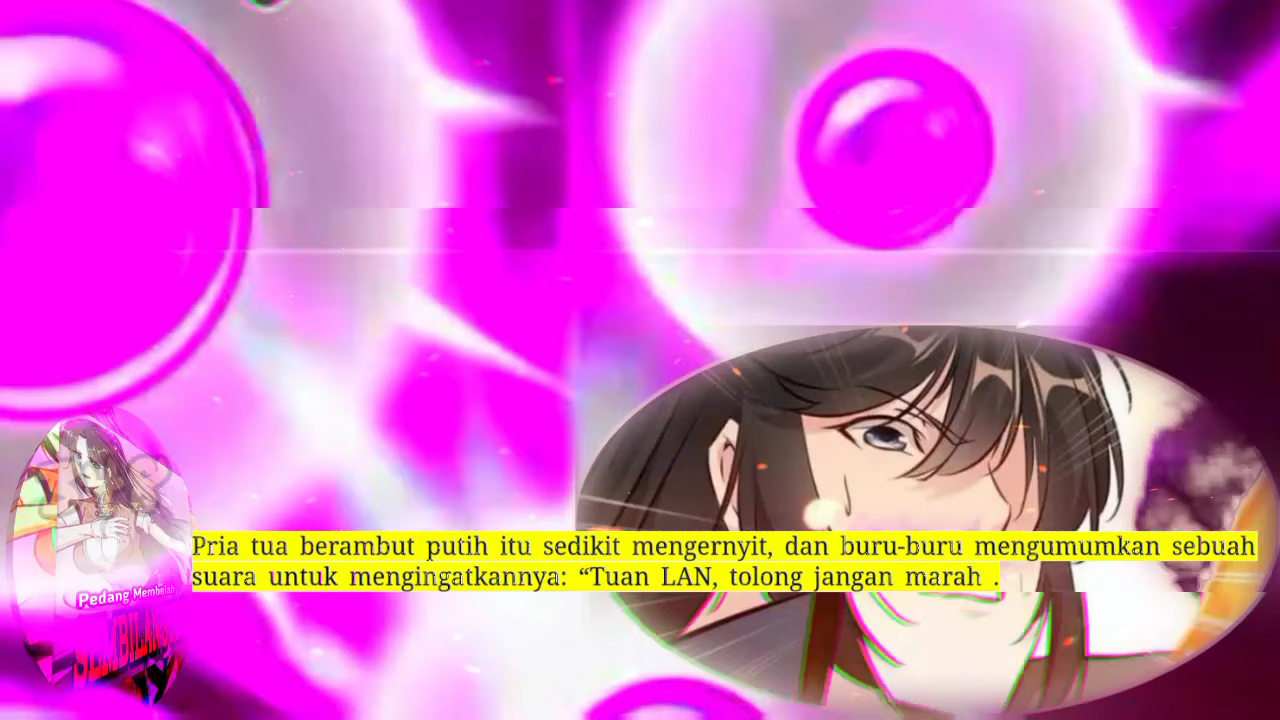 Pria tua berambut putih itu sedikit mengernyit, dan buru-buru mengumumkan sebuah
suara untuk mengingatkannya: “Tuan LAN, tolong jangan marah .
Pedang Membelah